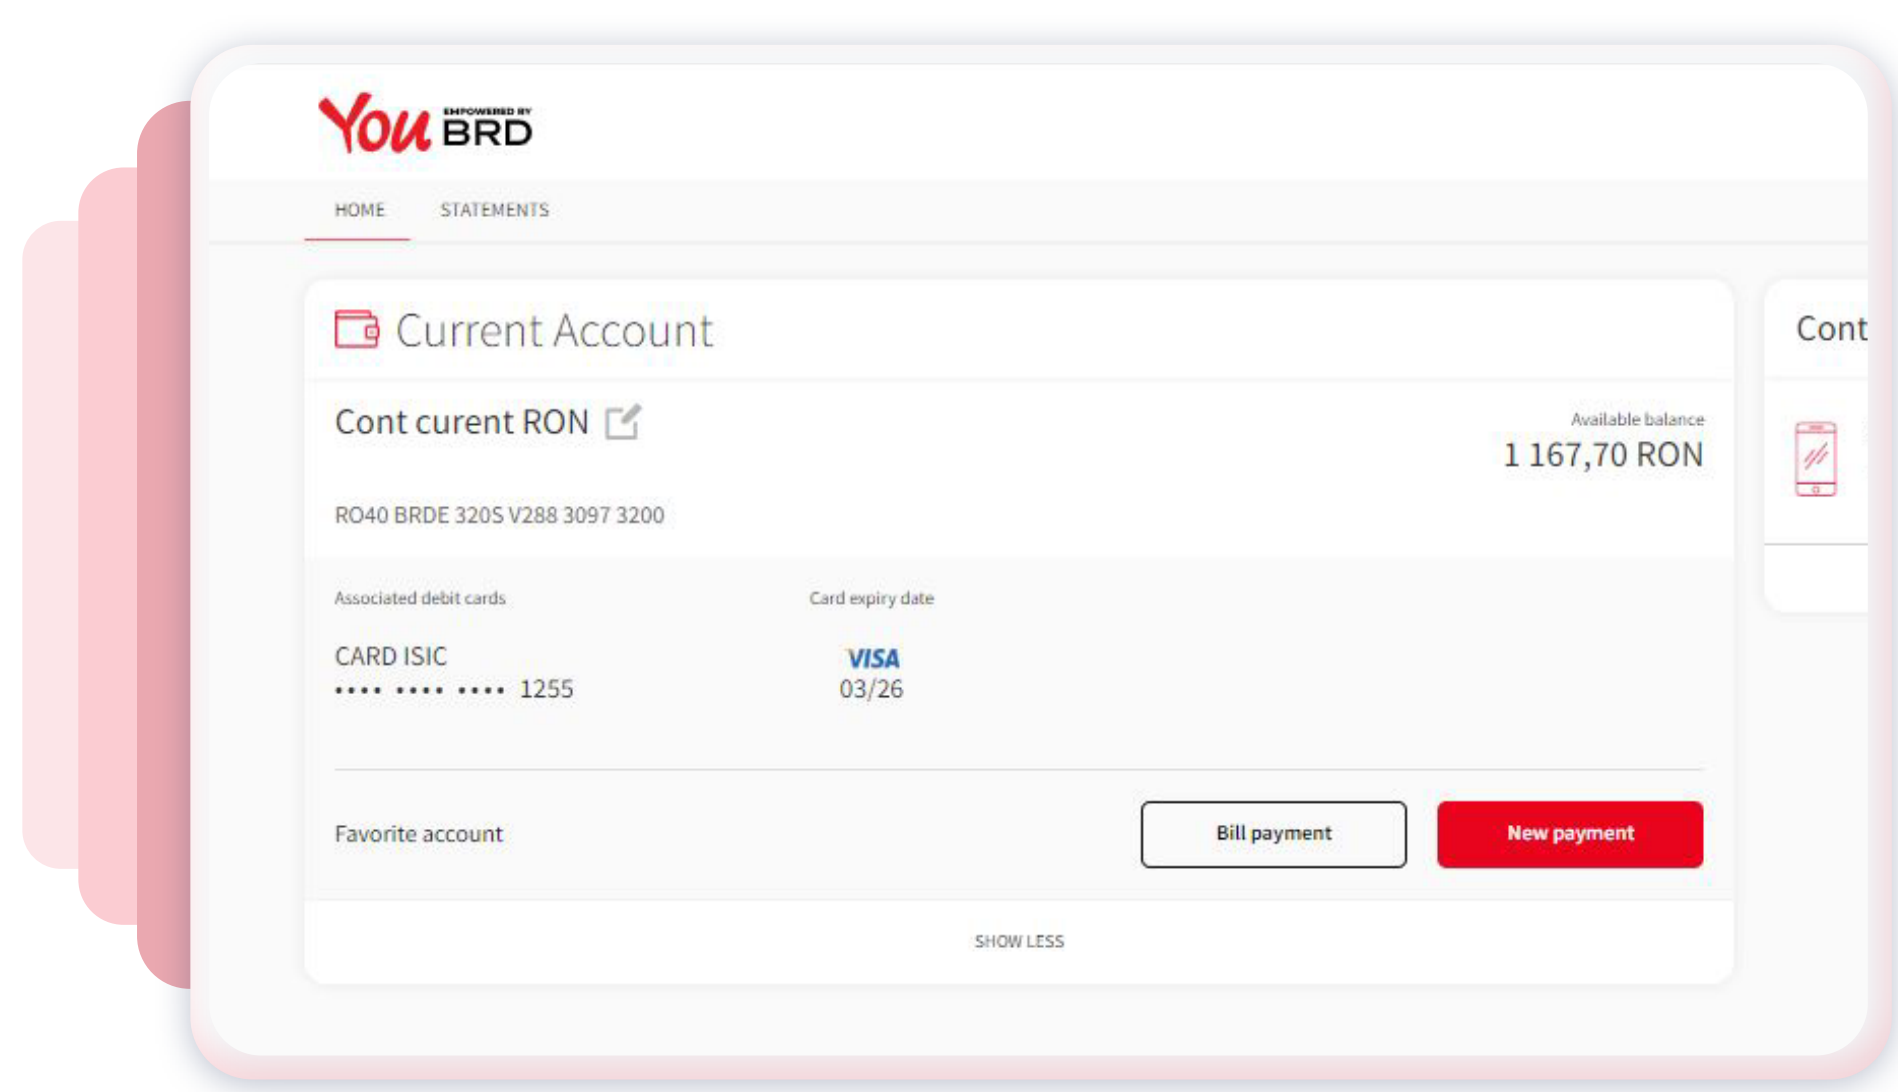 You EMPOWERED BY BRD
HOME STATEMENTS
Current Account
Cont curent RON
Available balance
1 167,70 RON
RO40 BRDE 320S V288 3097 3200
Associated debit cards Card expiry date
CARD ISIC VISA
•••• •••• •••• 1255 03/26
Favorite account Bill payment New payment
SHOW LESS
Cont